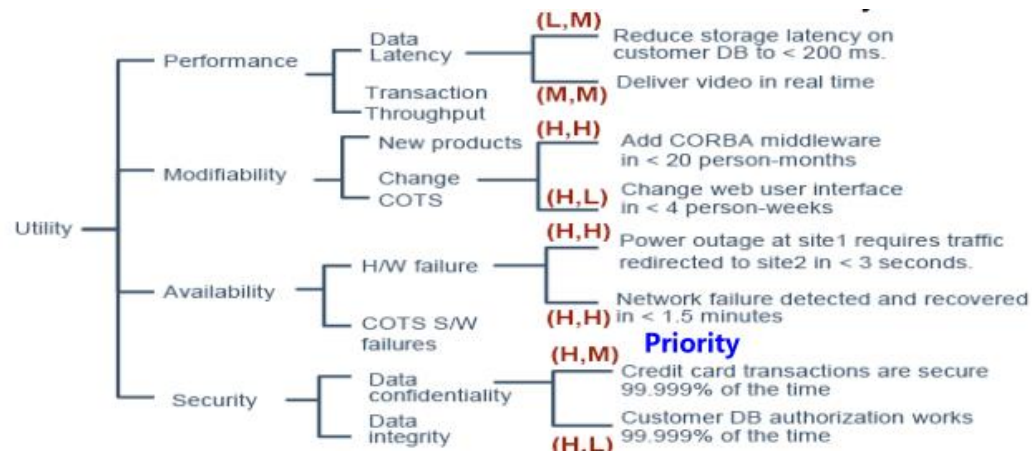 (L,M)
Reduce storage latency on
customer DB to < 200 ms.
Data
Latency
Performance
Deliver video in real time
(M,M)
Transaction
Throughput
New products
(H,H)
Add CORBA middleware
in < 20 person-months
Modifiability
Change
COTS
(H,L)
Change web user interface
in < 4 person-weeks
Utility
(H,H)
Power outage at site1 requires traffic
redirected to site2 in < 3 seconds.
H/W failure
Availability
Network failure detected and recovered
(H,H) in < 1.5 minutes
COTS S/W
failures
Priority
(H,M)
Credit card transactions are secure
99.999% of the time
Data
confidentiality
Security
Customer DB authorization works
99.999% of the time
Data
integrity
(H,L)